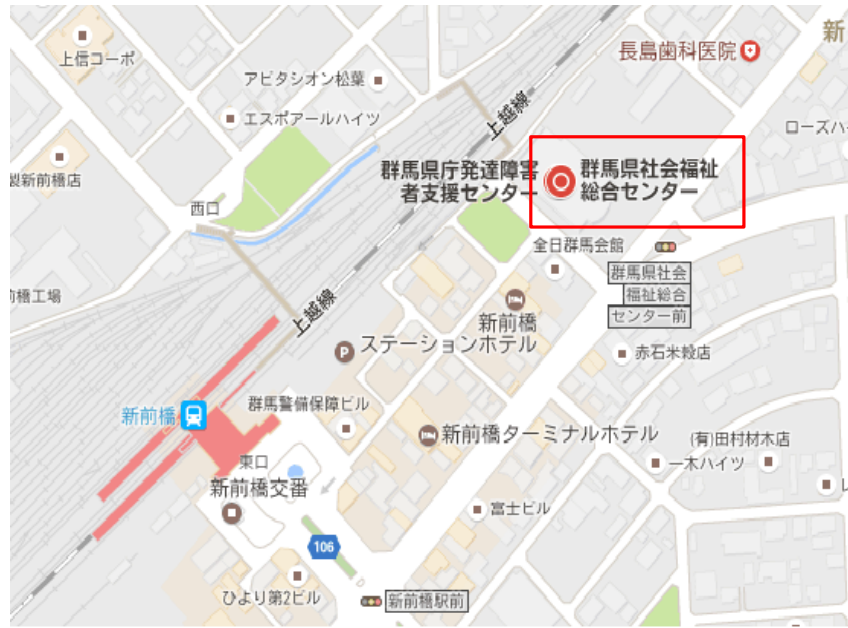 新
上信コーポ
長島歯科医院
アビタシオン松葉
上越線
エスポアールハイツ
ローズハ
製新前橋店
群馬県庁発達障害
者支援センター
群馬県社会福祉
総合センター
西口
全日群馬会館
群馬県社会
福祉総合
センター前
橋工場
上越線
新前橋
ステーションホテル
赤石米穀店
新前橋
群馬警備保障ビル
新前橋ターミナルホテル
(有)田村材木店
一木ハイツ
東口
新前橋交番
富士ビル
106
ひより第2ビル
新前橋駅前
P